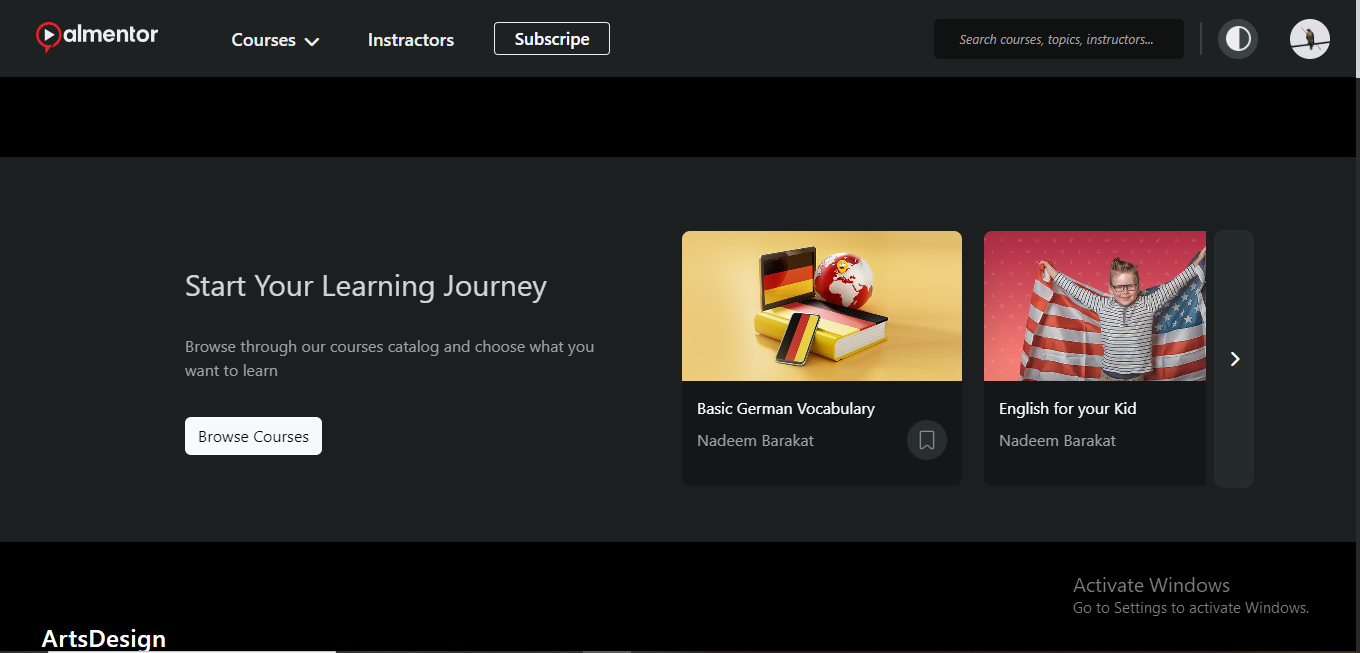 almentor
Courses
Instractors
Subscripe
Search courses, topics, instructors...
Start Your Learning Journey
Browse through our courses catalog and choose what you
want to learn
Browse Courses
Basic German Vocabulary
Nadeem Barakat
English for your Kid
Nadeem Barakat
Activate Windows
Go to Settings to activate Windows.
ArtsDesign